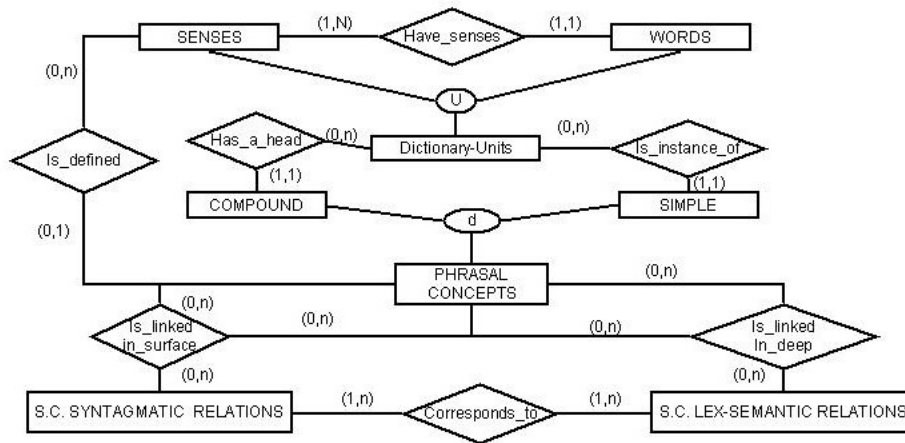 (1,N)
(1,1)
SENSES
Have_senses
WORDS
(0,n)
U
Has_a_head
(0,n)
(0,n)
Dictionary-Units
Is_instance_of
Is_defined
(1,1)
(1,1)
COMPOUND
SIMPLE
d
(0,1)
PHRASAL
CONCEPTS
(0,n)
(0,n)
Is_linked
in_surface
(0,n)
(0,n)
Is_linked
In_deep
(0,n)
(0,n)
S.C. SYNTAGMATIC RELATIONS
(1,n)
Corresponds_to
(1,n)
S.C. LEX-SEMANTIC RELATIONS